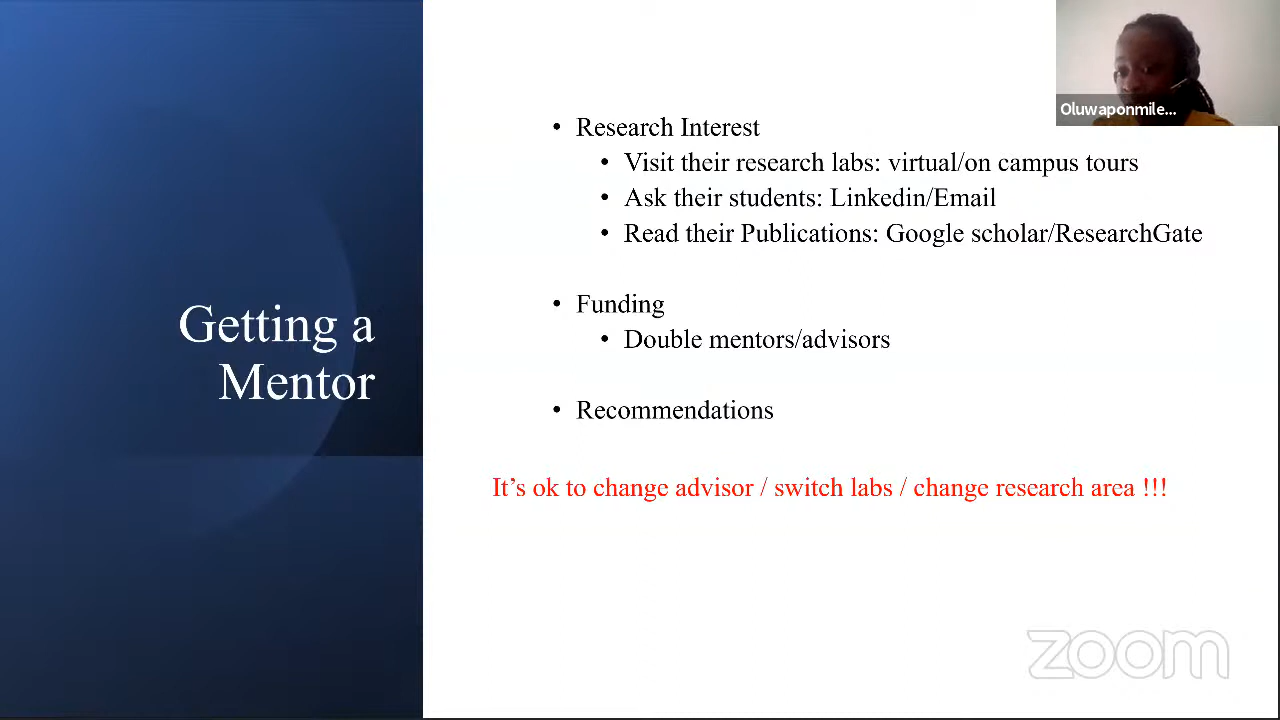 Oluwaponmile...
Research Interest
Visit their research labs: virtual/on campus tours
Ask their students: Linkedin/Email
Read their Publications: Google scholar/ResearchGate
Getting a
Mentor
Funding
Double mentors/advisors
Recommendations
It’s ok to change advisor / switch labs / change research area !!!
zoom